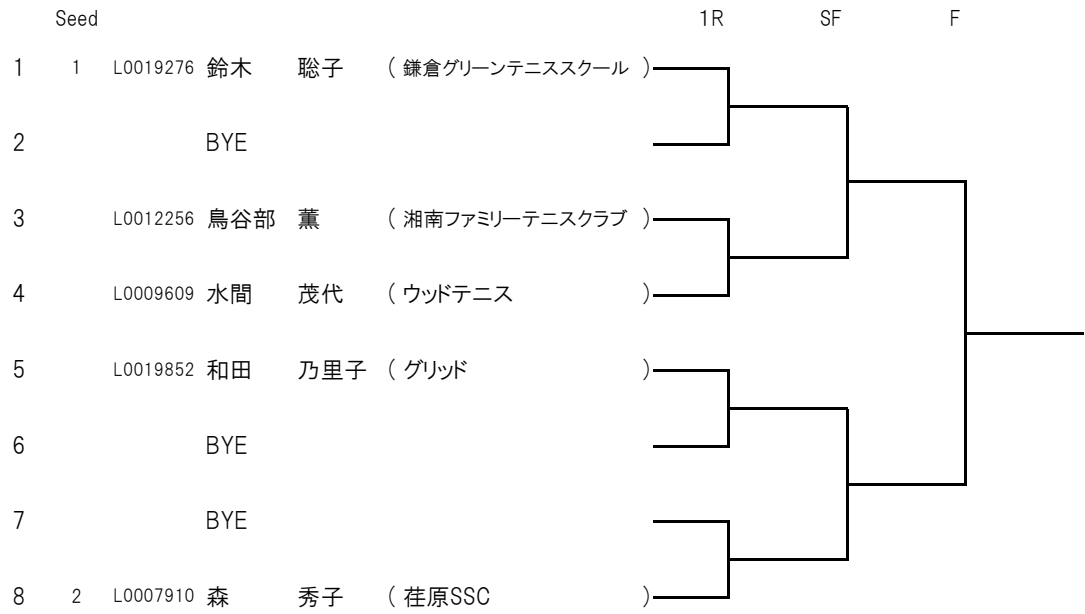 Seed 1R SF F
1 1 L0019276 鈴木 聡子 ( 鎌倉グリーンテニススクール )
2 BYE
3 L0012256 鳥谷部 薫 ( 湘南ファミリーテニスクラブ )
4 L0009609 水間 茂代 ( ウッドテニス )
5 L0019852 和田 乃里子 ( グリッド )
6 BYE
7 BYE
8 2 L0007910 森 秀子 ( 荏原SSC )